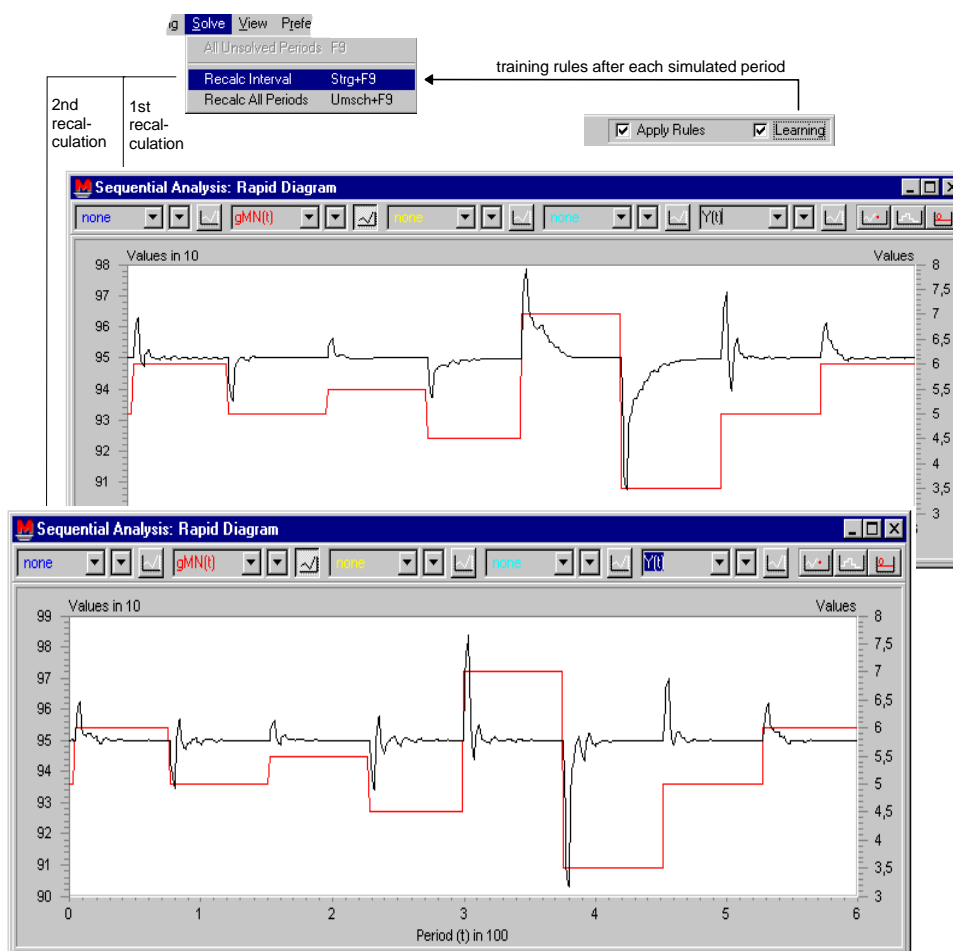 g Solve View Prefe
All Unsolved Periods F9
Recalc Interval Strg+F9
Recalc All Periods Umsch+F9
training rules after each simulated period
Apply Rules Learning
2nd
recal-
culation
1st
recal-
culation
Sequential Analysis: Rapid Diagram
none gMN(t) none none Y(t)
Values in 10 Values
98
97
96
95
94
93
92
91
8
7,5
7
6,5
6
5,5
5
4,5
4
3,5
3
Sequential Analysis: Rapid Diagram
none gMN(t) none none Y(t)
Values in 10 Values
99
98
97
96
95
94
93
92
91
90
8
7,5
7
6,5
6
5,5
5
4,5
4
3,5
3
0 1 2 3 4 5 6
Period (t) in 100